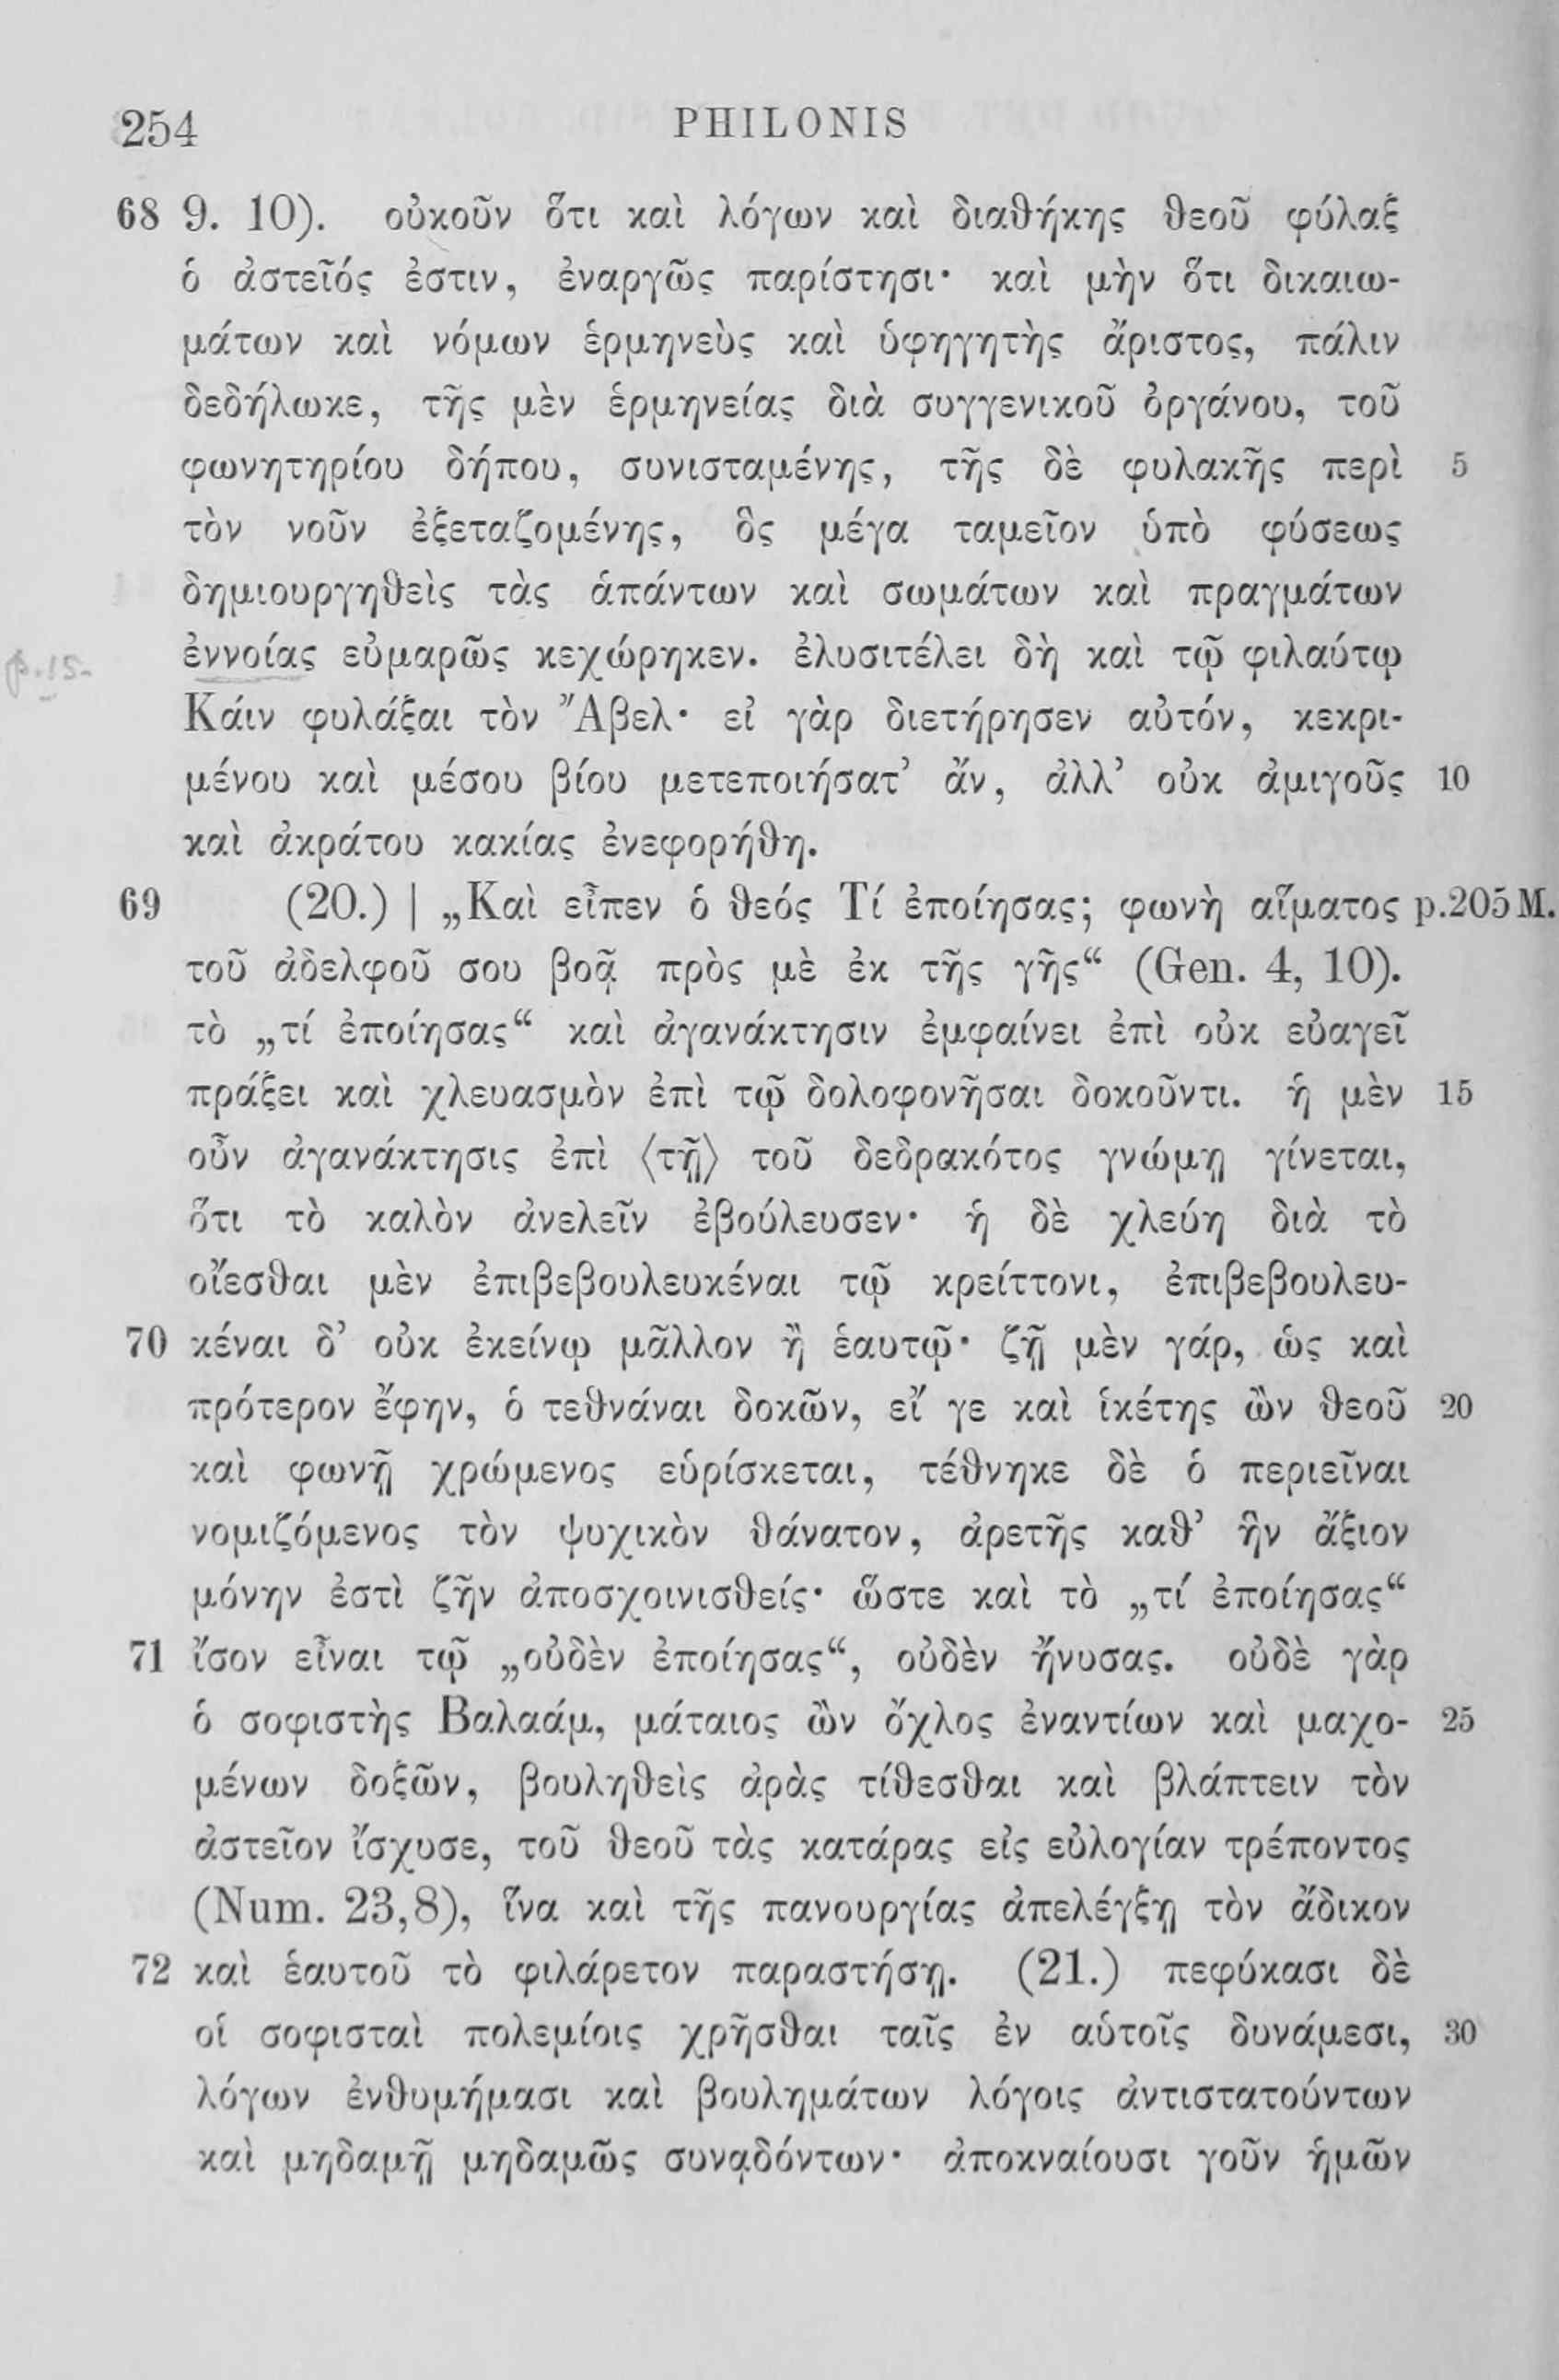 254 PHILONIS
68 9. 10). οὐκοῦν ὅτι καὶ λόγων καὶ διαθήκης θεοῦ φύλαξ
ὁ ἀστεῖός ἐστιν, ἐναργῶς παρίστησι· καὶ μὴν ὅτι δικαιω-
μάτων καὶ νόμων ἑρμηνεὺς καὶ ὑφηγητὴς ἄριστος, πάλιν
δεδήλωκε, τῆς μὲν ἑρμηνείας διὰ συγγενικοῦ ὀργάνου, τοῦ
φωνητηρίου δήπου, συνισταμένης, τῆς δὲ φυλακῆς περὶ 5
τὸν νοῦν ἐξεταζομένης, ὃς μέγα ταμεῖον ὑπὸ φύσεως
δημιουργηθεὶς τὰς ἁπάντων καὶ σωμάτων καὶ πραγμάτων
p.15- ἐννοίας εὐμαρῶς κεχώρηκεν. ἐλυσιτέλει δὴ καὶ τῷ φιλαύτῳ
Κάιν φυλάξαι τὸν Ἄβελ· εἰ γὰρ διετήρησεν αὐτόν, κεκρι-
μένου καὶ μέσου βίου μετεποιήσατ’ ἄν, ἀλλ’ οὐκ ἀμιγοῦς 10
καὶ ἀκράτου κακίας ἐνεφορήθη.
69 (20.) | „Καὶ εἶπεν ὁ θεός Τί ἐποίησας; φωνὴ αἵματος p.205 M.
τοῦ ἀδελφοῦ σου βοᾷ πρὸς μὲ ἐκ τῆς γῆς“ (Gen. 4, 10).
τὸ „τί ἐποίησας“ καὶ ἀγανάκτησιν ἐμφαίνει ἐπὶ οὐκ εὐαγεῖ
πράξει καὶ χλευασμὸν ἐπὶ τῷ δολοφονῆσαι δοκοῦντι. ἡ μὲν 15
οὖν ἀγανάκτησις ἐπὶ ⟨τῇ⟩ τοῦ δεδρακότος γνώμῃ γίνεται,
ὅτι τὸ καλὸν ἀνελεῖν ἐβούλευσεν· ἡ δὲ χλεύη διὰ τὸ
οἴεσθαι μὲν ἐπιβεβουλευκέναι τῷ κρείττονι, ἐπιβεβουλευ-
70 κέναι δ’ οὐκ ἐκείνῳ μᾶλλον ἢ ἑαυτῷ· ζῇ μὲν γάρ, ὡς καὶ
πρότερον ἔφην, ὁ τεθνάναι δοκῶν, εἴ γε καὶ ἱκέτης ὢν θεοῦ 20
καὶ φωνῇ χρώμενος εὑρίσκεται, τέθνηκε δὲ ὁ περιεῖναι
νομιζόμενος τὸν ψυχικὸν θάνατον, ἀρετῆς καθ’ ἣν ἄξιον
μόνην ἐστὶ ζῆν ἀποσχοινισθείς· ὥστε καὶ τὸ „τί ἐποίησας“
71 ἴσον εἶναι τῷ „οὐδὲν ἐποίησας“, οὐδὲν ἤνυσας. οὐδὲ γὰρ
ὁ σοφιστὴς Βαλαάμ, μάταιος ὢν ὄχλος ἐναντίων καὶ μαχο- 25
μένων δοξῶν, βουληθεὶς ἀρὰς τίθεσθαι καὶ βλάπτειν τὸν
ἀστεῖον ἴσχυσε, τοῦ θεοῦ τὰς κατάρας εἰς εὐλογίαν τρέποντος
(Num. 23,8), ἵνα καὶ τῆς πανουργίας ἀπελέγξῃ τὸν ἄδικον
72 καὶ ἑαυτοῦ τὸ φιλάρετον παραστήσῃ. (21.) πεφύκασι δὲ
οἱ σοφισταὶ πολεμίοις χρῆσθαι ταῖς ἐν αὑτοῖς δυνάμεσι, 30
λόγων ἐνθυμήμασι καὶ βουλημάτων λόγοις ἀντιστατούντων
καὶ μηδαμῇ μηδαμῶς συνᾳδόντων· ἀποκναίουσι γοῦν ἡμῶν